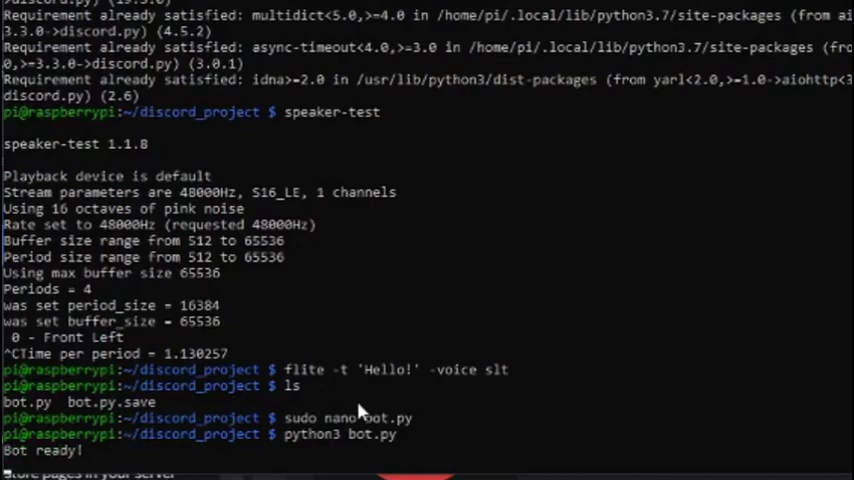 Requirement already satisfied: multidict<5.0,>=4.0 in /home/pi/.local/lib/python3.7/site-packages (from ai
3.3.0->discord.py) (4.5.2)
Requirement already satisfied: async-timeout<4.0,>=3.0 in /home/pi/.local/lib/python3.7/site-packages (fro
0,>=3.3.0->discord.py) (3.0.1)
Requirement already satisfied: idna>=2.0 in /usr/lib/python3/dist-packages (from yarl<2.0,>=1.0->aiohttp<3
discord.py) (2.6)
pi@raspberrypi:~/discord_project $ speaker-test
speaker-test 1.1.8
Playback device is default
Stream parameters are 48000Hz, S16_LE, 1 channels
Using 16 octaves of pink noise
Rate set to 48000Hz (requested 48000Hz)
Buffer size range from 512 to 65536
Period size range from 512 to 65536
Using max buffer size 65536
Periods = 4
was set period_size = 16384
was set buffer_size = 65536
0 - Front Left
^CTime per period = 1.130257
pi@raspberrypi:~/discord_project $ flite -t 'Hello!' -voice slt
pi@raspberrypi:~/discord_project $ ls
bot.py bot.py.save
pi@raspberrypi:~/discord_project $ sudo nano bot.py
pi@raspberrypi:~/discord_project $ python3 bot.py
Bot ready!
store pages in your server